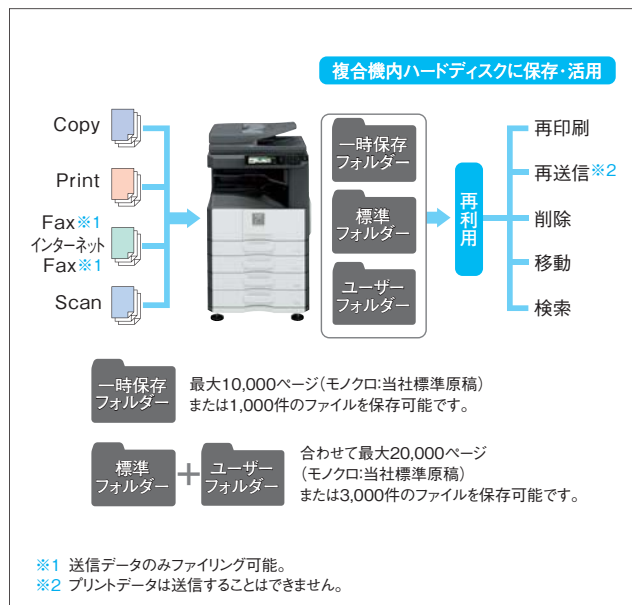 複合機内ハードディスクに保存・活用
Copy
Print
Fax※1
インターネット
Fax※1
Scan
一時保存
フォルダー
標準
フォルダー
ユーザー
フォルダー
再利用
再印刷
再送信※2
削除
移動
検索
一時保存
フォルダー
最大10,000ページ(モノクロ:当社標準原稿)
または1,000件のファイルを保存可能です。
標準
フォルダー
+
ユーザー
フォルダー
合わせて最大20,000ページ
(モノクロ:当社標準原稿)
または3,000件のファイルを保存可能です。
※1 送信データのみファイリング可能。
※2 プリントデータは送信することはできません。